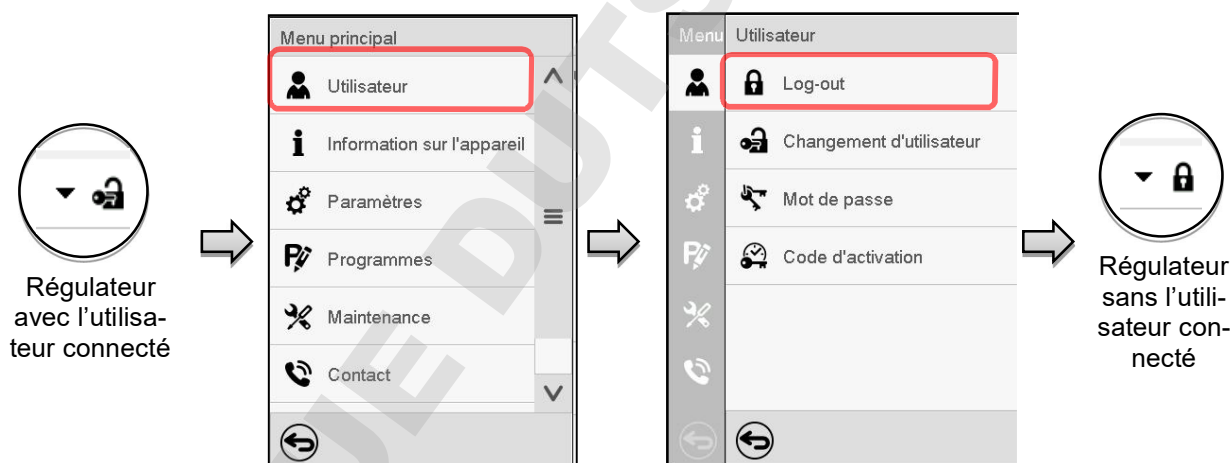 Régulateur
avec l’utilisa-
teur connecté
Menu principal
Utilisateur
Information sur l'appareil
Paramètres
Programmes
Maintenance
Contact
Menu
Utilisateur
Log-out
Changement d'utilisateur
Mot de passe
Code d'activation
Régulateur
sans l’utili-
sateur con-
necté